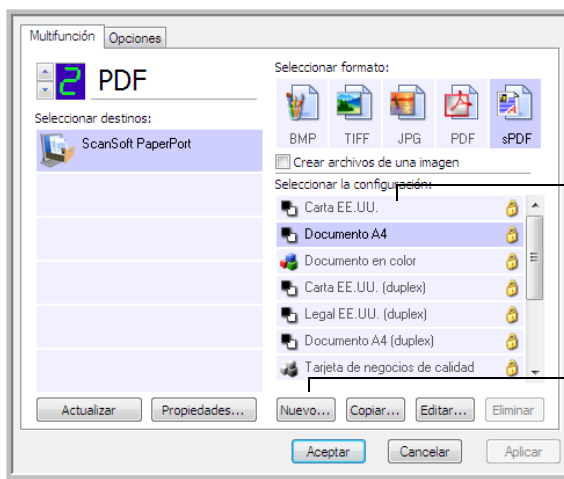 Multifunción Opciones
2 PDF
Seleccionar destinos:
ScanSoft PaperPort
Seleccionar formato:
BMP TIFF JPG PDF sPDF
Crear archivos de una imagen
Seleccionar la configuración:
Carta EE.UU.
Documento A4
Documento en color
Carta EE.UU. (duplex)
Legal EE.UU. (duplex)
Documento A4 (duplex)
Tarjeta de negocios de calidad
Actualizar Propiedades... Nuevo... Copiar... Editar... Eliminar
Aceptar Cancelar Aplicar